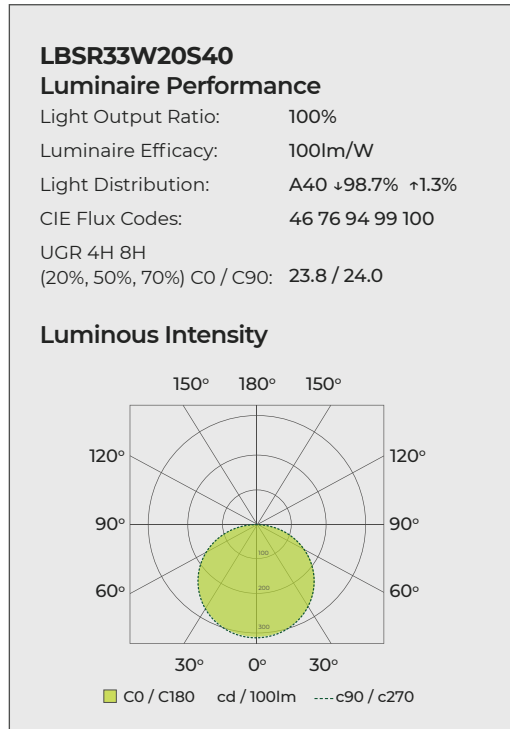 LBSR33W20S40
Luminaire Performance
Light Output Ratio: 100%
Luminaire Efficacy: 100lm/W
Light Distribution: A40 ↓98.7% ↑1.3%
CIE Flux Codes: 46 76 94 99 100
UGR 4H 8H
(20%, 50%, 70%) C0 / C90: 23.8 / 24.0
Luminous Intensity
150° 180° 150°
120° 120°
90° 90°
100
60° 60°
200
300
30° 0° 30°
C0 / C180 cd / 100lm c90 / c270